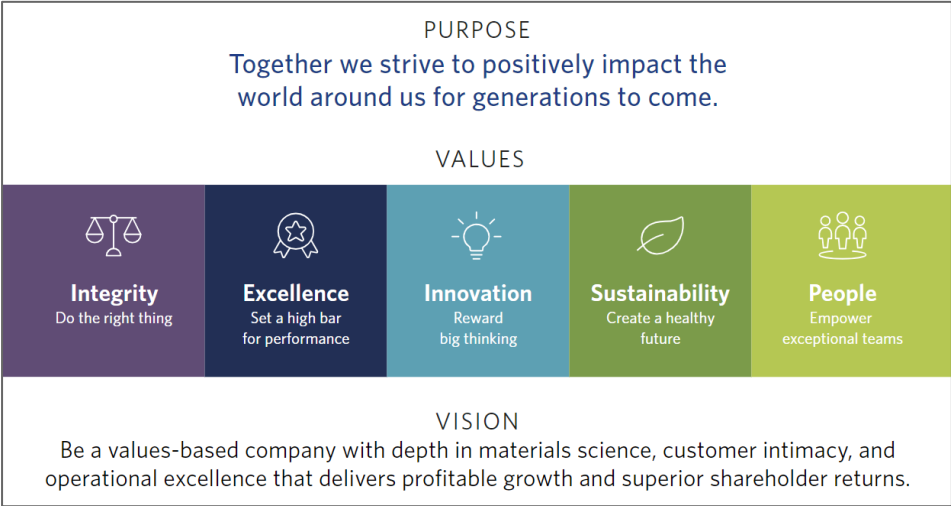 PURPOSE
Together we strive to positively impact the
world around us for generations to come.
VALUES
Integrity
Do the right thing
Excellence
Set a high bar
for performance
Innovation
Reward
big thinking
Sustainability
Create a healthy
future
People
Empower
exceptional teams
VISION
Be a values-based company with depth in materials science, customer intimacy, and
operational excellence that delivers profitable growth and superior shareholder returns.